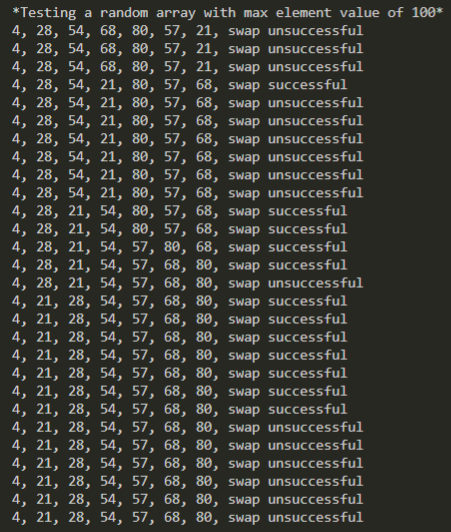 *Testing a random array with max element value of 100*
4, 28, 54, 68, 80, 57, 21, swap unsuccessful
4, 28, 54, 68, 80, 57, 21, swap unsuccessful
4, 28, 54, 68, 80, 57, 21, swap unsuccessful
4, 28, 54, 21, 80, 57, 68, swap successful
4, 28, 54, 21, 80, 57, 68, swap unsuccessful
4, 28, 54, 21, 80, 57, 68, swap unsuccessful
4, 28, 54, 21, 80, 57, 68, swap unsuccessful
4, 28, 54, 21, 80, 57, 68, swap unsuccessful
4, 28, 54, 21, 80, 57, 68, swap unsuccessful
4, 28, 54, 21, 80, 57, 68, swap unsuccessful
4, 28, 21, 54, 80, 57, 68, swap successful
4, 28, 21, 54, 80, 57, 68, swap successful
4, 28, 21, 54, 57, 80, 68, swap successful
4, 28, 21, 54, 57, 68, 80, swap successful
4, 28, 21, 54, 57, 68, 80, swap unsuccessful
4, 21, 28, 54, 57, 68, 80, swap successful
4, 21, 28, 54, 57, 68, 80, swap successful
4, 21, 28, 54, 57, 68, 80, swap successful
4, 21, 28, 54, 57, 68, 80, swap successful
4, 21, 28, 54, 57, 68, 80, swap successful
4, 21, 28, 54, 57, 68, 80, swap successful
4, 21, 28, 54, 57, 68, 80, swap successful
4, 21, 28, 54, 57, 68, 80, swap unsuccessful
4, 21, 28, 54, 57, 68, 80, swap unsuccessful
4, 21, 28, 54, 57, 68, 80, swap unsuccessful
4, 21, 28, 54, 57, 68, 80, swap unsuccessful
4, 21, 28, 54, 57, 68, 80, swap unsuccessful
4, 21, 28, 54, 57, 68, 80, swap unsuccessful